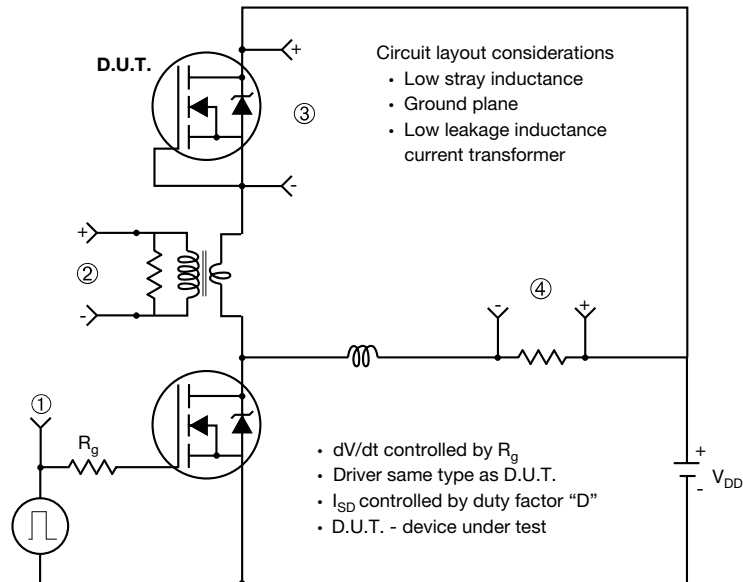 D.U.T.
+
Circuit layout considerations
• Low stray inductance
• Ground plane
• Low leakage inductance
current transformer
③
-
+
②
-
④
-
+
①
R_g
• dV/dt controlled by R_g
• Driver same type as D.U.T.
• I_SD controlled by duty factor “D”
• D.U.T. - device under test
+
V_DD
-